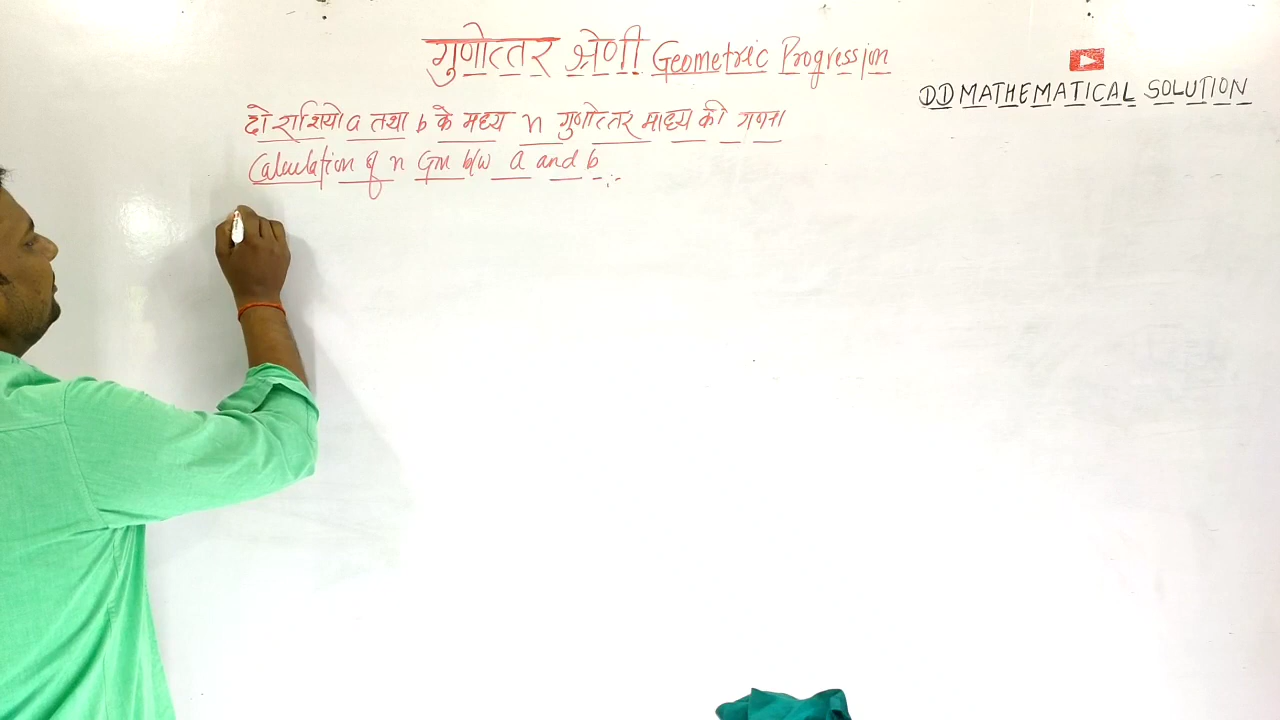 गुणोत्तर श्रेणी Geometric Progression
DD MATHEMATICAL SOLUTION
दो राशियो a तथा b के मध्य n गुणोत्तर माध्य की गणना
Calculation of n Gm b/w a and b :-